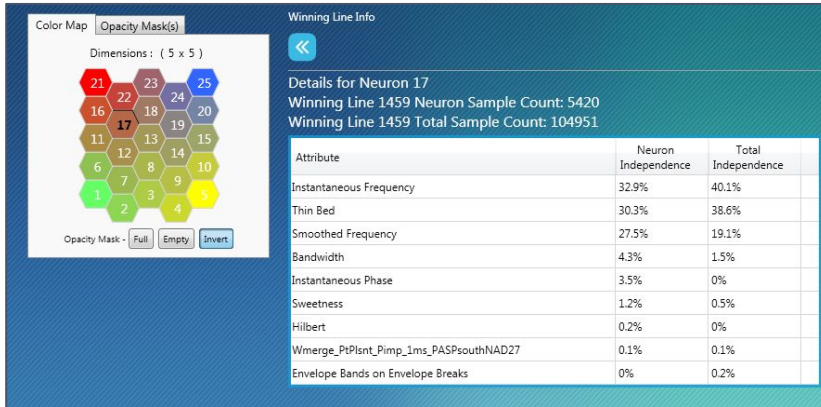 Color Map Opacity Mask(s)
Dimensions : ( 5 x 5 )
21 23 25
22 24
16 18 20
17 19
11 13 15
12 14
6 8 10
7 9
1 3 5
2 4
Opacity Mask - Full Empty Invert
Winning Line Info
Details for Neuron 17
Winning Line 1459 Neuron Sample Count: 5420
Winning Line 1459 Total Sample Count: 104951
Attribute Neuron Independence Total Independence
Instantaneous Frequency 32.9% 40.1%
Thin Bed 30.3% 38.6%
Smoothed Frequency 27.5% 19.1%
Bandwidth 4.3% 1.5%
Instantaneous Phase 3.5% 0%
Sweetness 1.2% 0.5%
Hilbert 0.2% 0%
Wmerge_PtPlsnt_Pimp_1ms_PASPsouthNAD27 0.1% 0.1%
Envelope Bands on Envelope Breaks 0% 0.2%